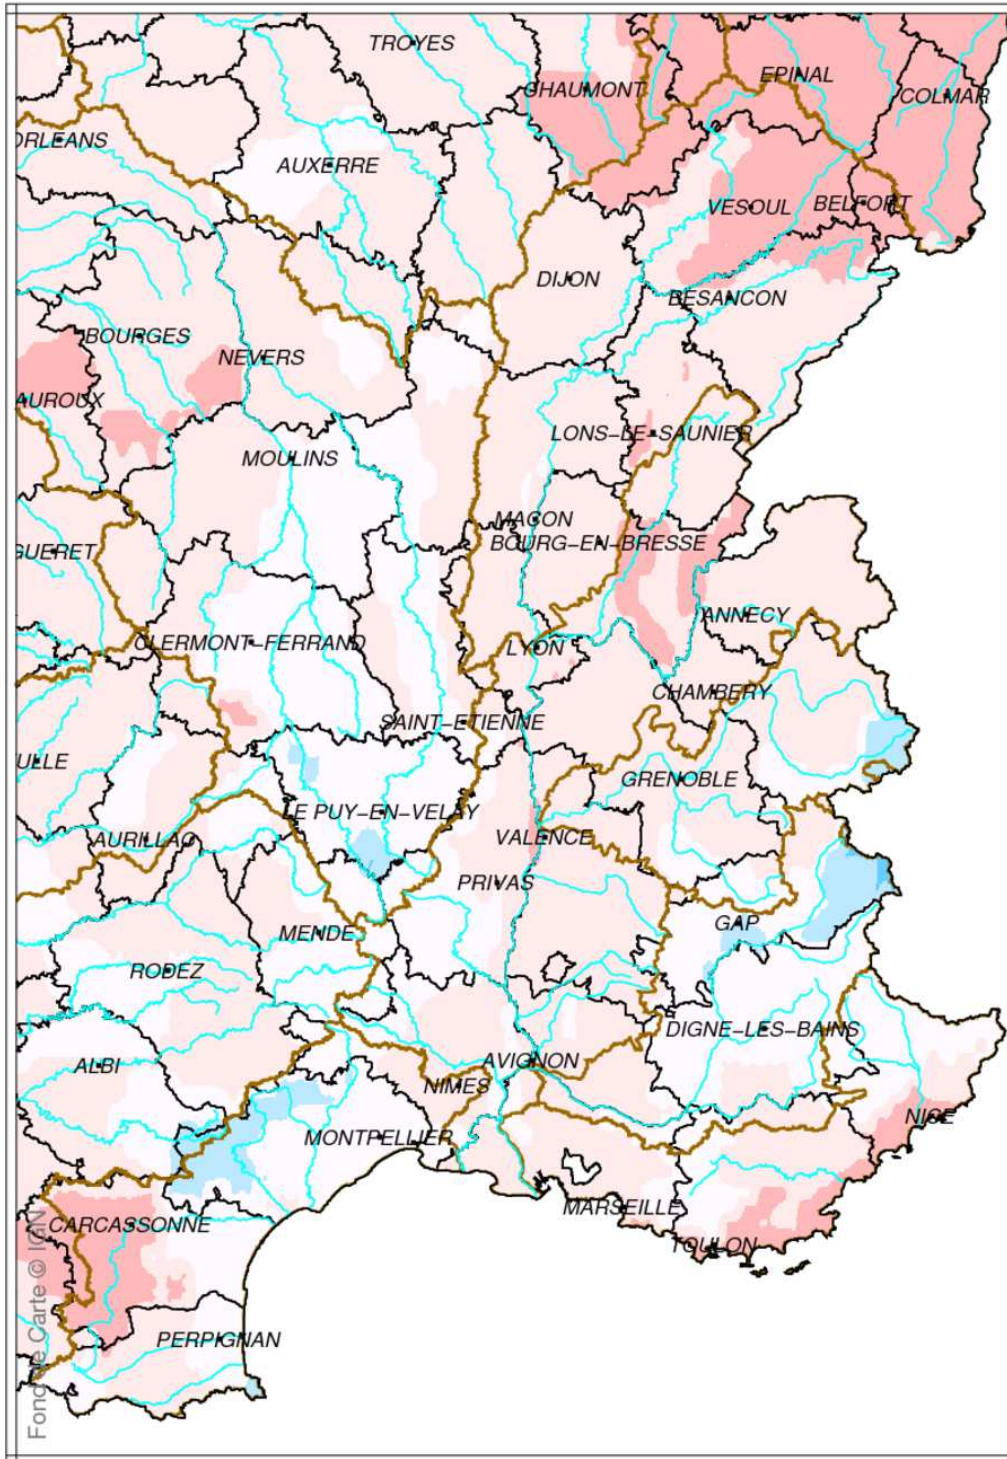 TROYES
EPINAL
CHAUMONT
COLMAR
ORLEANS
AUXERRE
VESOUL
BELFORT
DIJON
BESANCON
BOURGES
NEVERS
AUROUX
LONS-LE-SAUNIER
MOULINS
MACON
BOURG-EN-BRESSE
GUERET
ANNECY
CLERMONT-FERRAND
LYON
CHAMBERY
SAINT-ETIENNE
ULLE
GRENOBLE
LE PUY-EN-VELAY
AURILLAC
VALENCE
PRIVAS
GAP
MENDE
RODEZ
DIGNE-LES-BAINS
AVIGNON
ALBI
NIMES
NICE
MONTPELLIER
MARSEILLE
CARCASSONNE
TOULON
PERPIGNAN
Fond de Carte © IGN